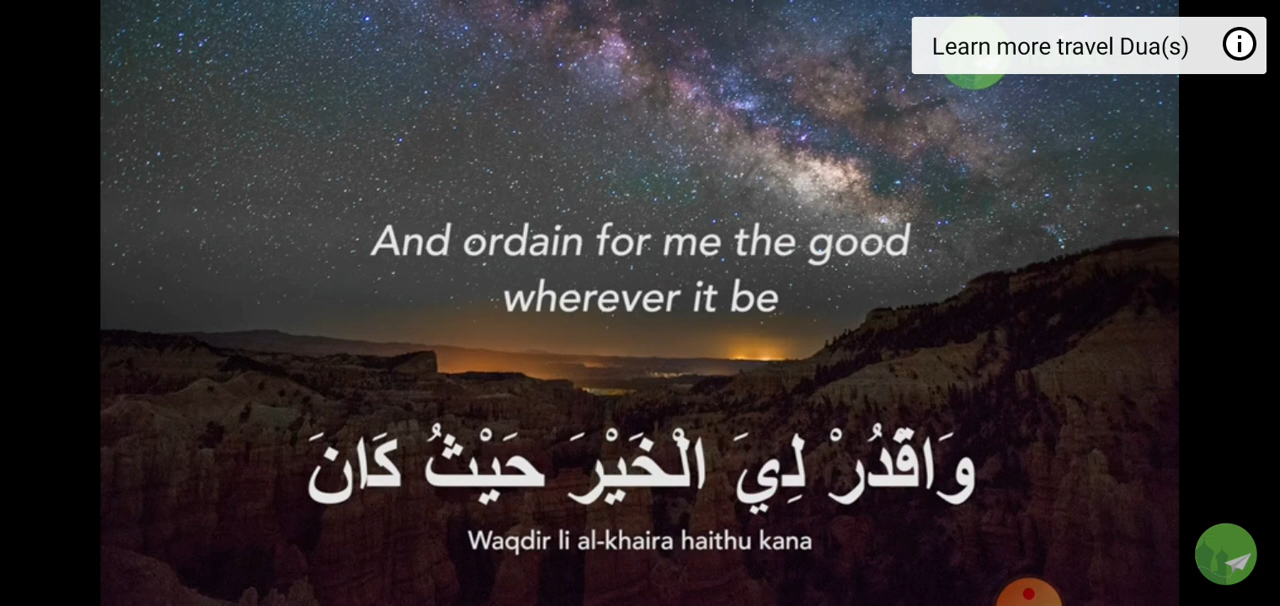 Learn more travel Dua(s)
And ordain for me the good
wherever it be
وَاقْدُرْ لِيَ الْخَيْرَ حَيْثُ كَانَ
Waqdir li al-khaira haithu kana